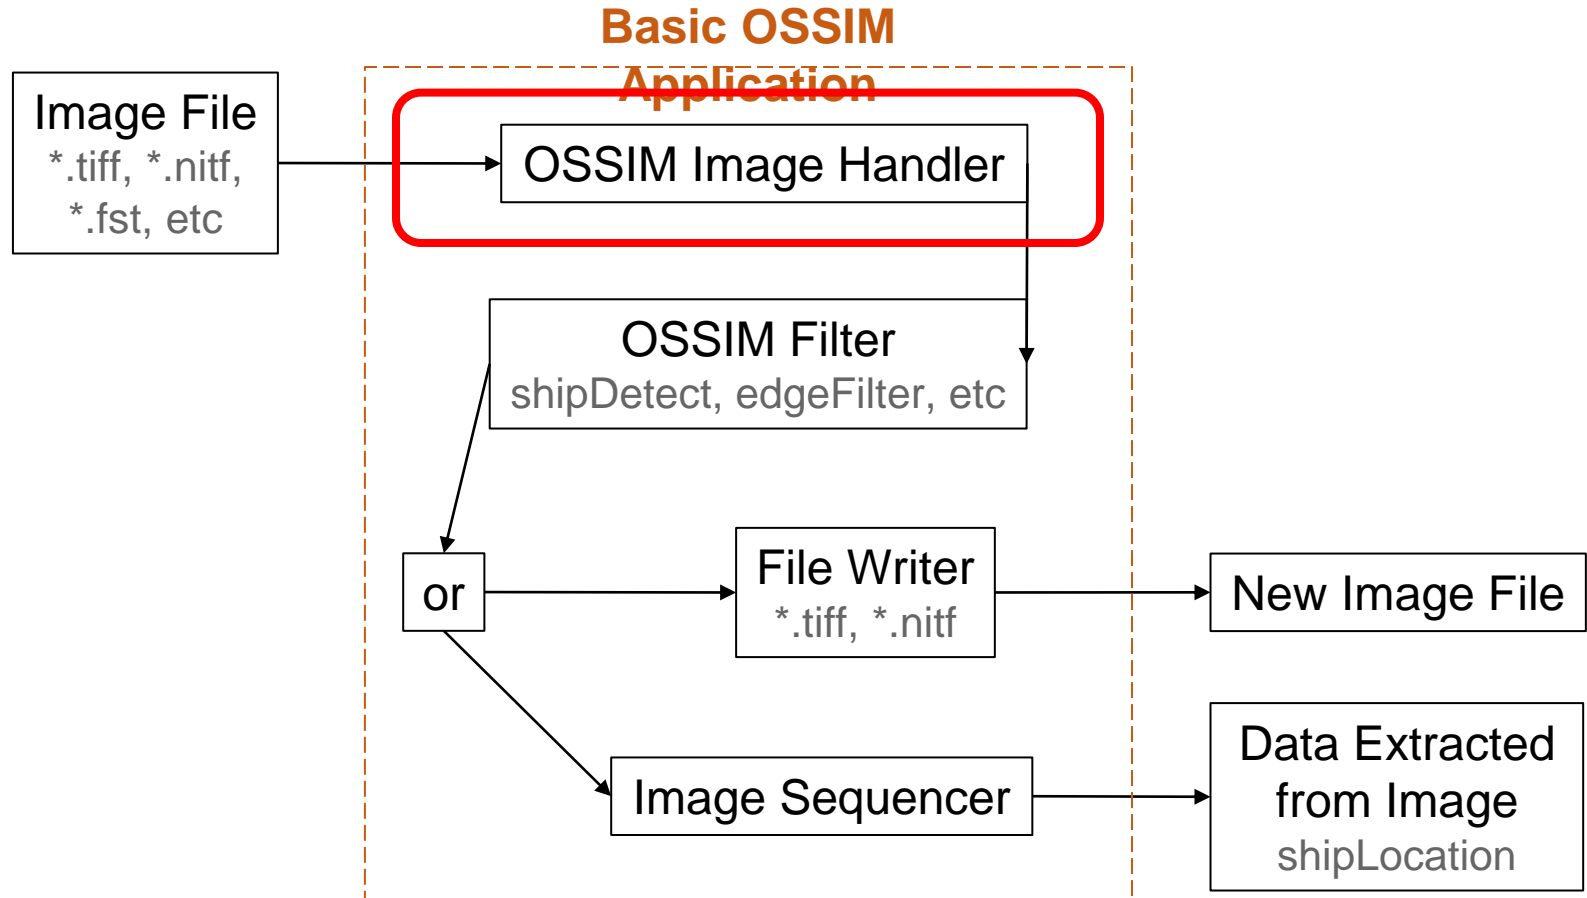 Basic OSSIM
Application
Image File
*.tiff, *.nitf,
*.fst, etc
OSSIM Image Handler
OSSIM Filter
shipDetect, edgeFilter, etc
or
File Writer
*.tiff, *.nitf
New Image File
Image Sequencer
Data Extracted
from Image
shipLocation